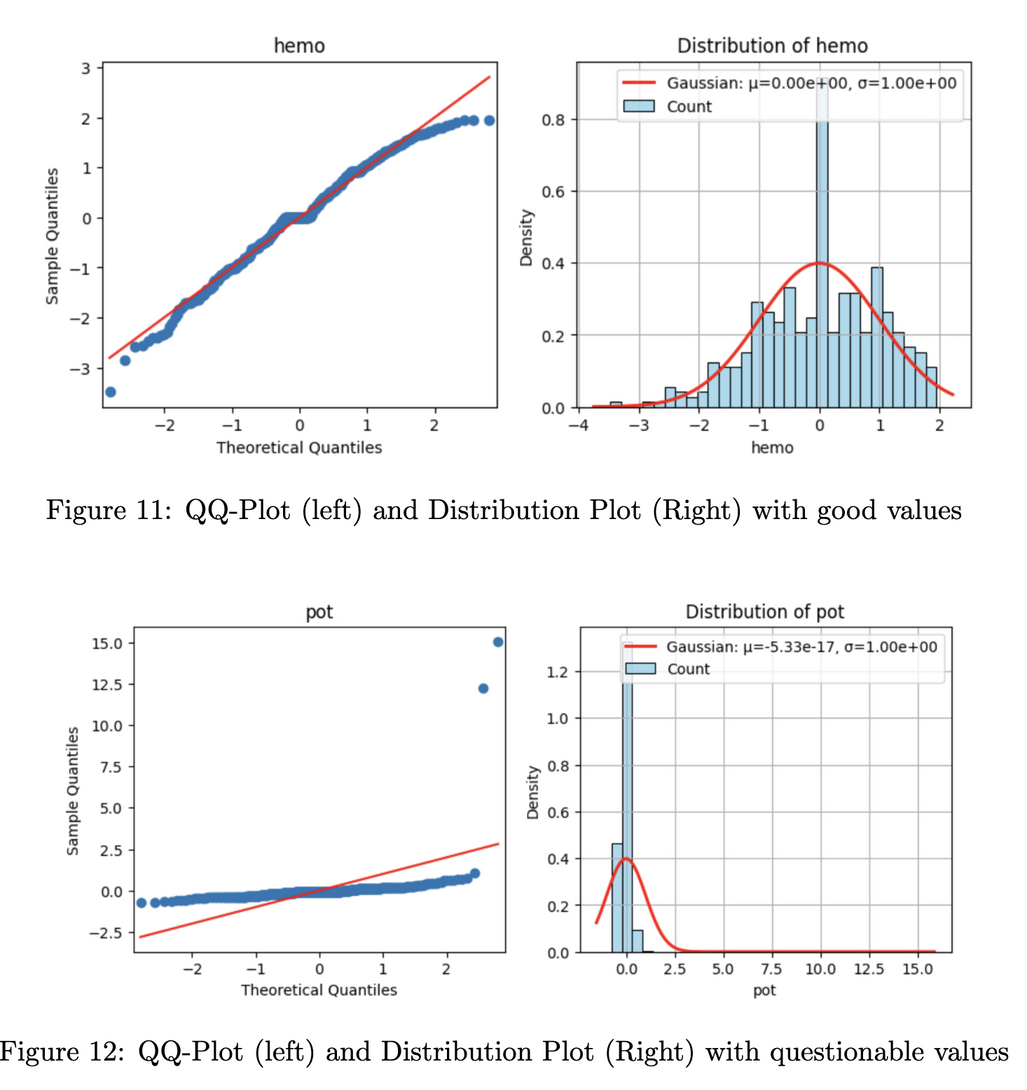 hemo
3
2
1
0
−1
−2
−3
Sample Quantiles
−2 −1 0 1 2
Theoretical Quantiles
Distribution of hemo
Gaussian: μ=0.00e+00, σ=1.00e+00
Count
0.8
0.6
0.4
0.2
0.0
Density
−4 −3 −2 −1 0 1 2
hemo
Figure 11: QQ-Plot (left) and Distribution Plot (Right) with good values
pot
15.0
12.5
10.0
7.5
5.0
2.5
0.0
−2.5
Sample Quantiles
−2 −1 0 1 2
Theoretical Quantiles
Distribution of pot
Gaussian: μ=-5.33e-17, σ=1.00e+00
Count
1.2
1.0
0.8
0.6
0.4
0.2
0.0
Density
0.0 2.5 5.0 7.5 10.0 12.5 15.0
pot
Figure 12: QQ-Plot (left) and Distribution Plot (Right) with questionable values